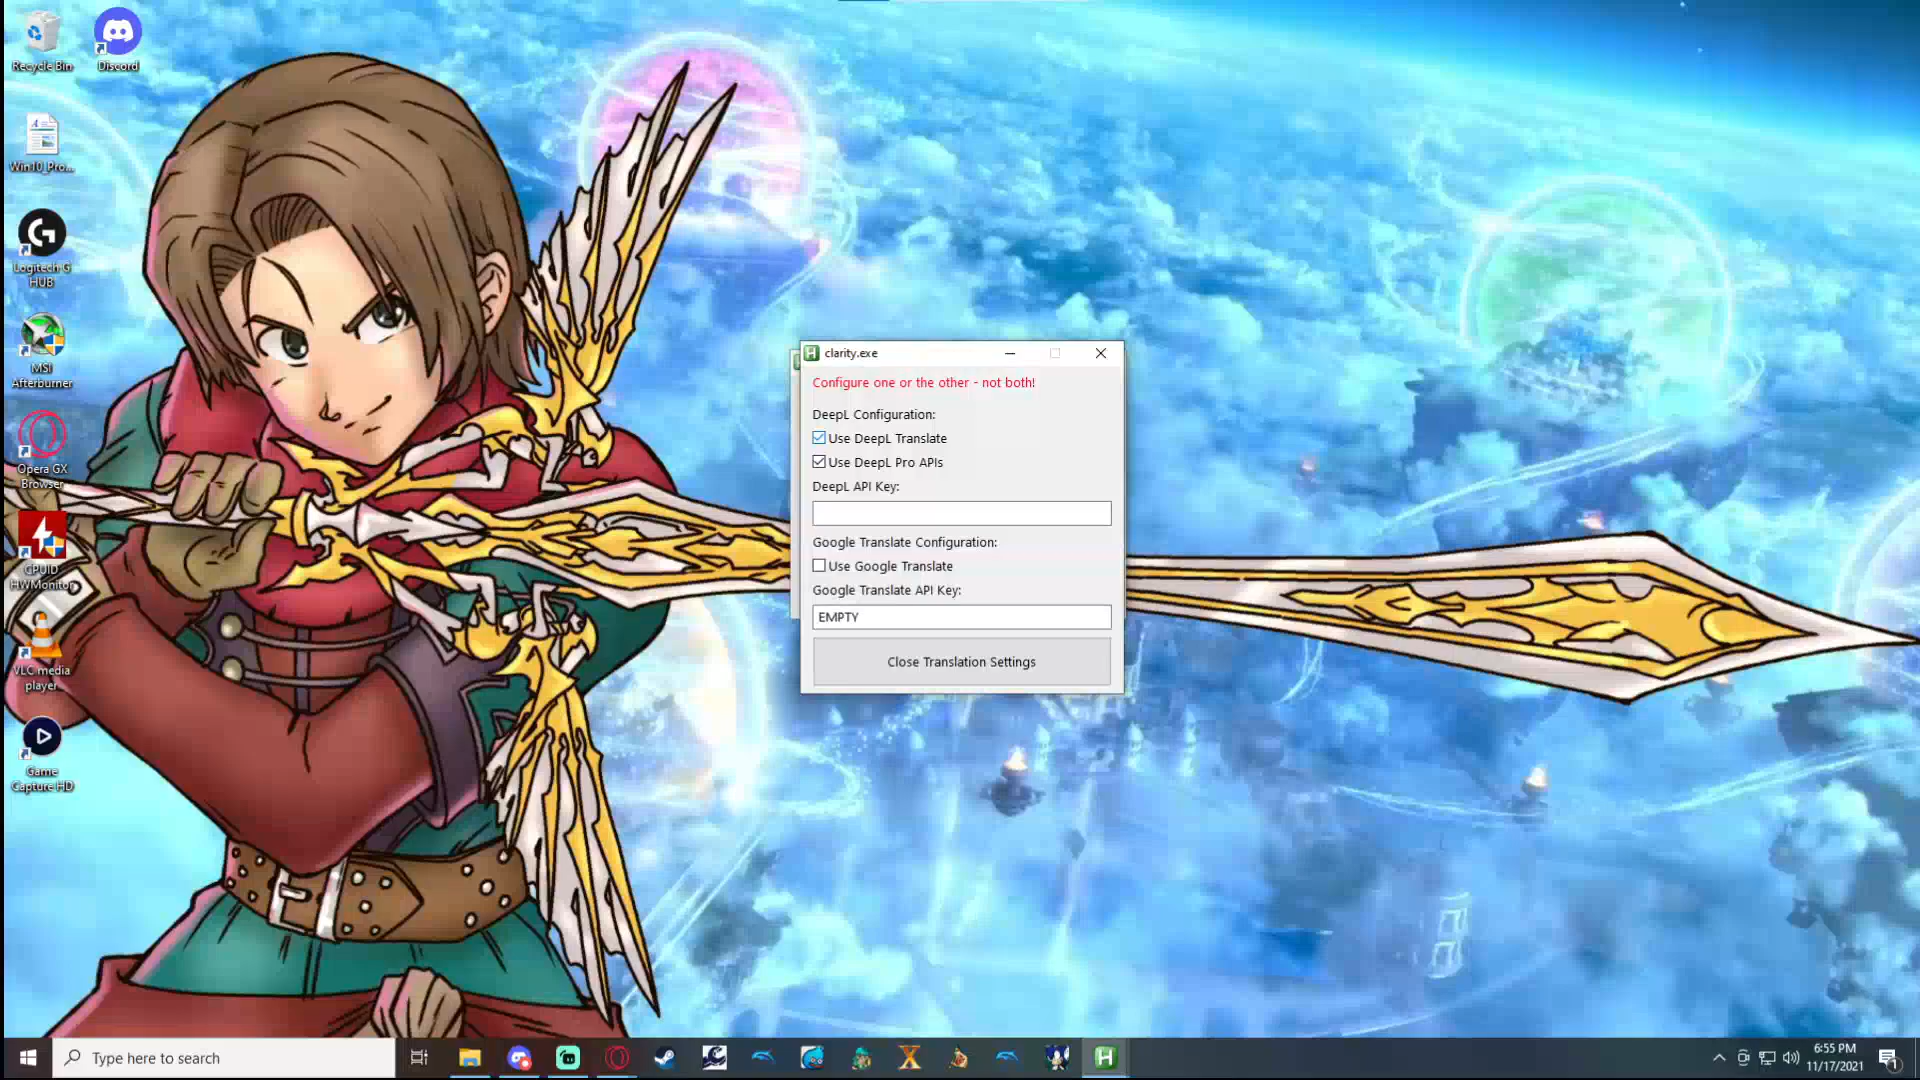 Recycle Bin
Discord
Win10_Pro...
Logitech G
HUB
MSI
Afterburner
Opera GX
Browser
CPUID
HWMonitor
VLC media
player
Game
Capture HD
clarity.exe
Configure one or the other - not both!
DeepL Configuration:
Use DeepL Translate
Use DeepL Pro APIs
DeepL API Key:
Google Translate Configuration:
Use Google Translate
Google Translate API Key:
EMPTY
Close Translation Settings
Type here to search
6:55 PM
11/17/2021
1